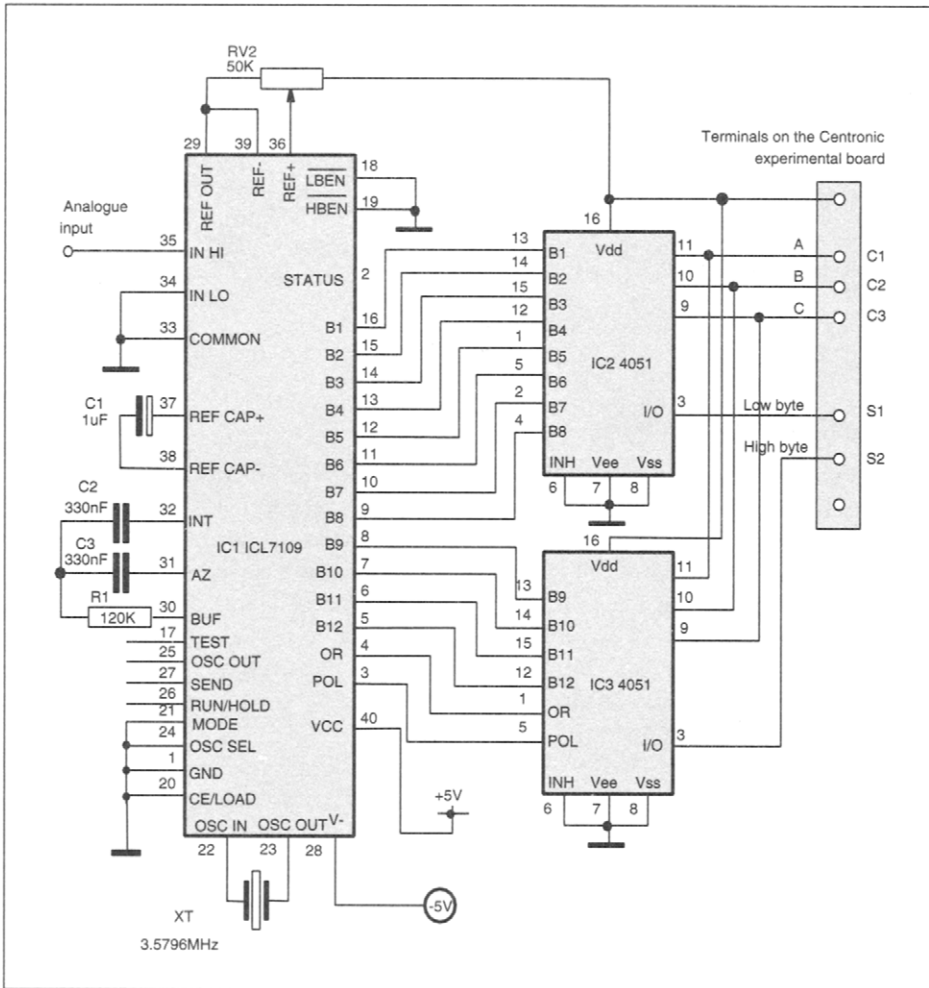 RV2
50K
Terminals on the Centronic
experimental board
29
39
36
REF OUT
REF-
REF+
18
LBEN
19
HBEN
Analogue
input
35
IN HI
34
IN LO
33
COMMON
C1
1uF
37
REF CAP+
38
REF CAP-
C2
330nF
32
INT
C3
330nF
31
AZ
R1
120K
30
BUF
17
TEST
25
OSC OUT
27
SEND
26
RUN/HOLD
21
MODE
24
OSC SEL
1
GND
20
CE/LOAD
IC1 ICL7109
STATUS
2
B1
16
B2
15
B3
14
B4
13
B5
12
B6
11
B7
10
B8
9
B9
8
B10
7
B11
6
B12
5
OR
4
POL
3
VCC
40
+5V
OSC IN
OSC OUT
V-
22
23
28
-5V
XT
3.5796MHz
16
Vdd
13
B1
14
B2
15
B3
12
B4
1
B5
5
B6
2
B7
4
B8
IC2 4051
11
10
9
I/O
3
INH
Vee
Vss
6
7
8
A
B
C
Low byte
High byte
C1
C2
C3
S1
S2
16
Vdd
13
B9
14
B10
15
B11
12
B12
1
OR
5
POL
IC3 4051
11
10
9
I/O
3
INH
Vee
Vss
6
7
8